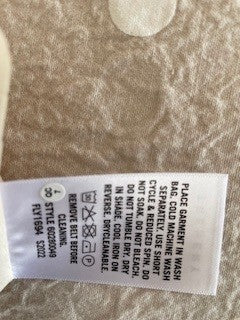 PLACE GARMENT IN WASH
BAG. COLD MACHINE WASH
SEPARATELY. USE SHORT
CYCLE & REDUCED SPIN. DO
NOT SOAK. DO NOT BLEACH.
DO NOT TUMBLE DRY. DRY
IN SHADE. COOL IRON ON
REVERSE. DRYCLEANABLE.
REMOVE BELT BEFORE
CLEANING.
STYLE 60260040
FLY1694 S2022